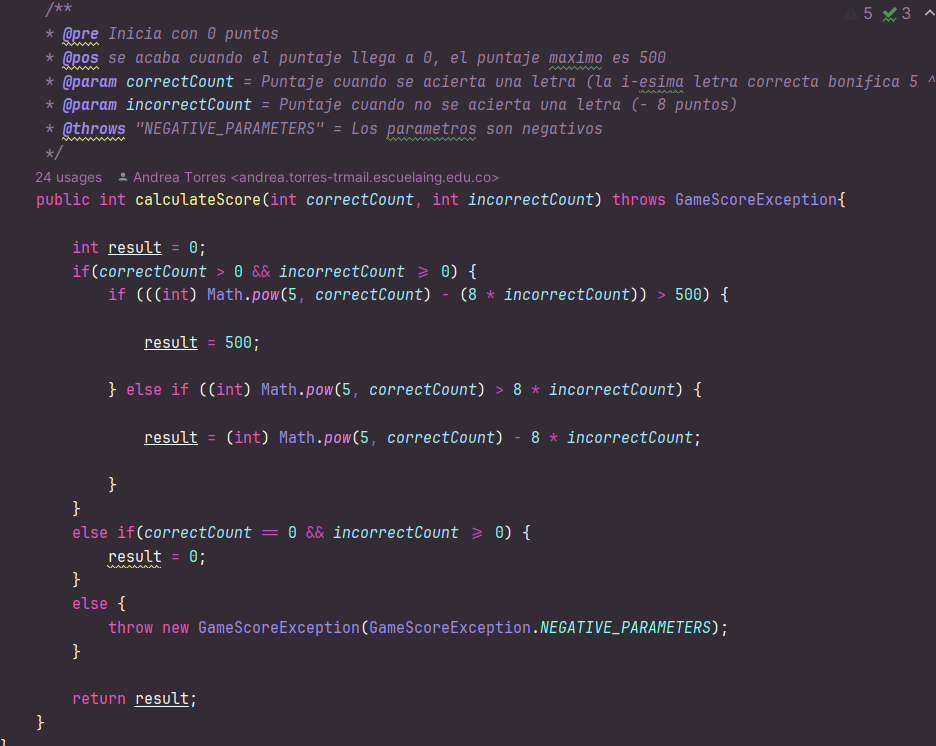 /**
5 3
* @pre Inicia con 0 puntos
* @pos se acaba cuando el puntaje llega a 0, el puntaje maximo es 500
* @param correctCount = Puntaje cuando se acierta una letra (la i-esima letra correcta bonifica 5 ^
* @param incorrectCount = Puntaje cuando no se acierta una letra (- 8 puntos)
* @throws "NEGATIVE_PARAMETERS" = Los parametros son negativos
*/
24 usages Andrea Torres <andrea.torres-trmail.escuelaing.edu.co>
public int calculateScore(int correctCount, int incorrectCount) throws GameScoreException{
int result = 0;
if(correctCount > 0 && incorrectCount >= 0) {
if (((int) Math.pow(5, correctCount) - (8 * incorrectCount)) > 500) {
result = 500;
} else if ((int) Math.pow(5, correctCount) > 8 * incorrectCount) {
result = (int) Math.pow(5, correctCount) - 8 * incorrectCount;
}
}
else if(correctCount == 0 && incorrectCount >= 0) {
result = 0;
}
else {
throw new GameScoreException(GameScoreException.NEGATIVE_PARAMETERS);
}
return result;
}
}